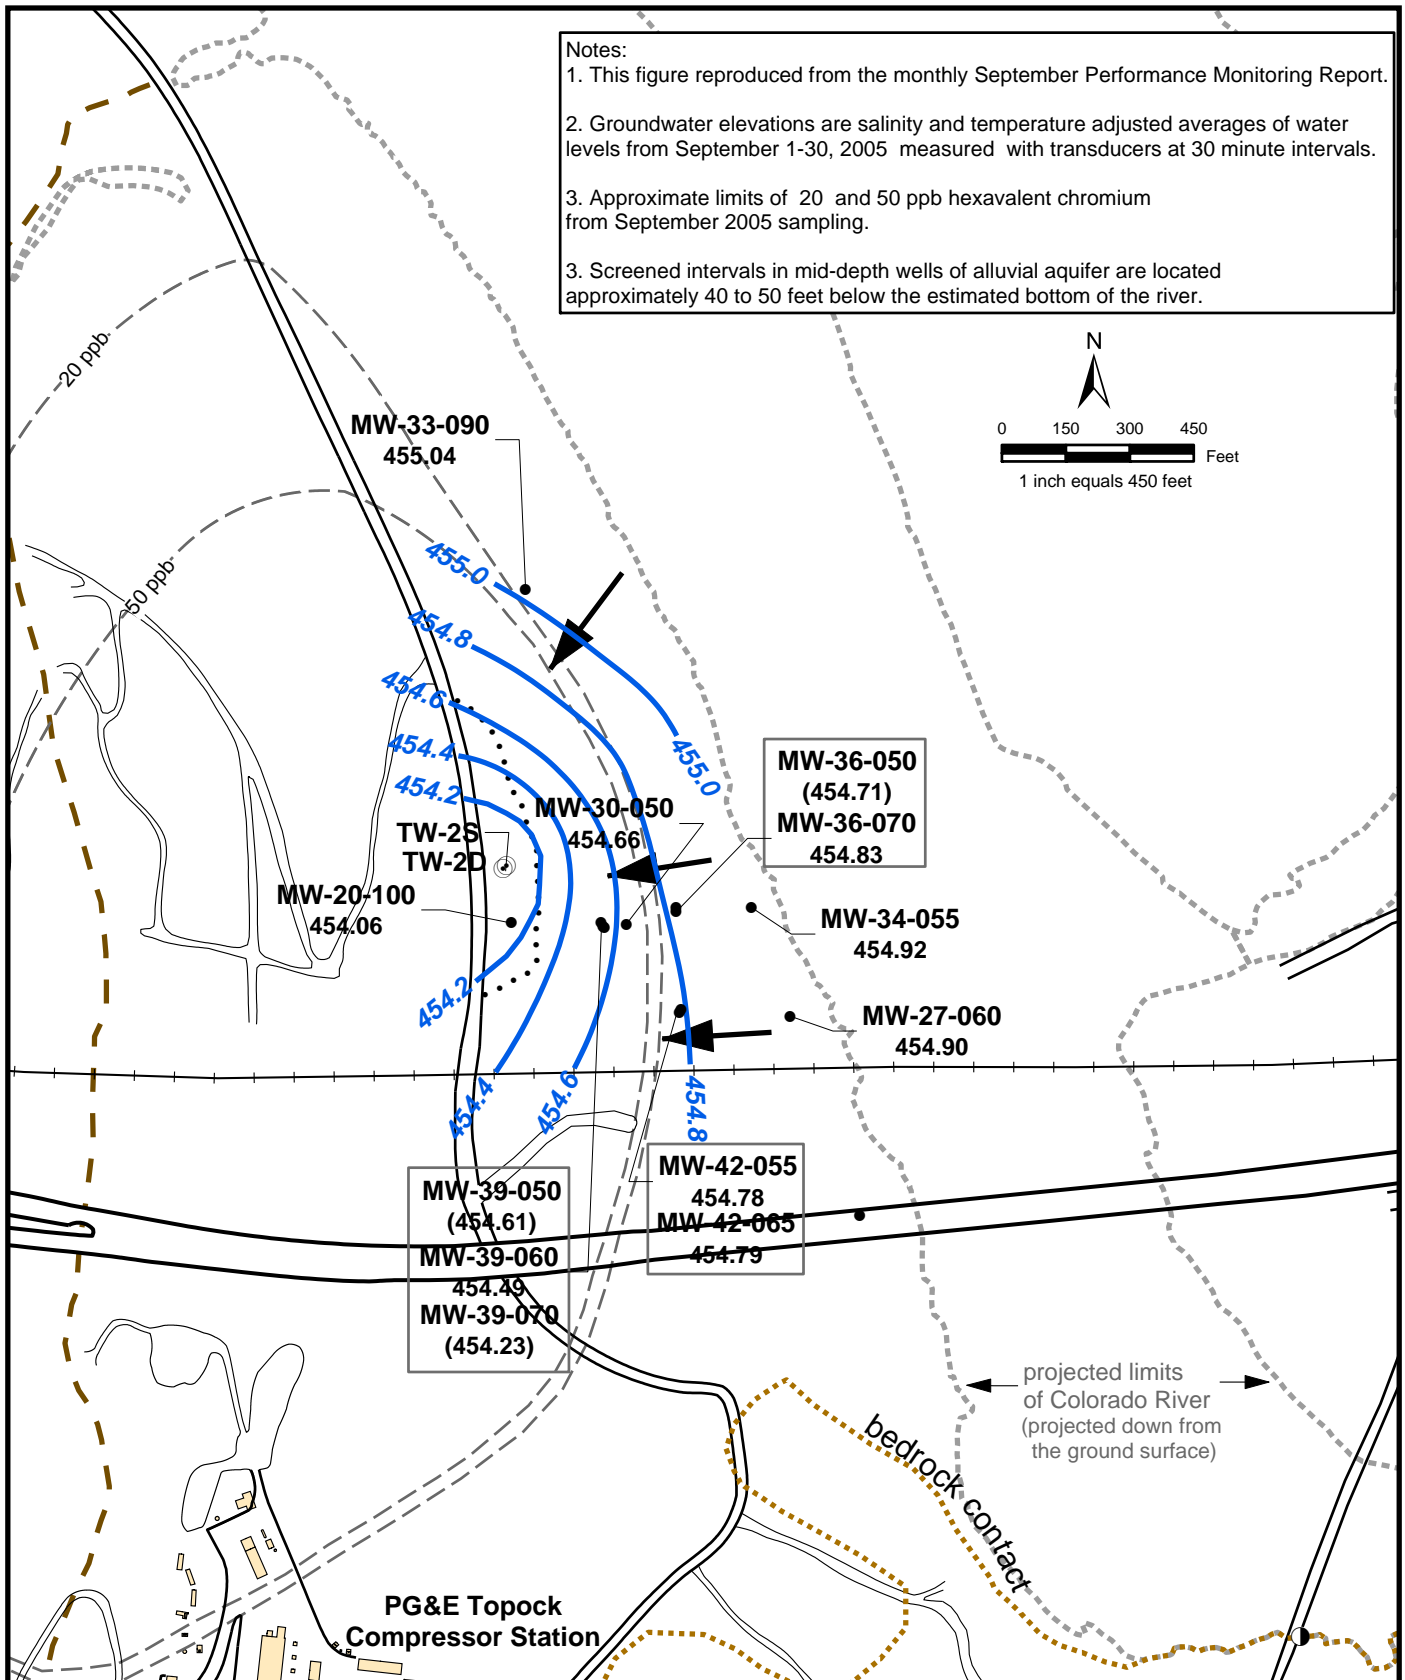 Notes:
1. This figure reproduced from the monthly September Performance Monitoring Report.
2. Groundwater elevations are salinity and temperature adjusted averages of water
levels from September 1-30, 2005 measured with transducers at 30 minute intervals.
3. Approximate limits of 20 and 50 ppb hexavalent chromium
from September 2005 sampling.
3. Screened intervals in mid-depth wells of alluvial aquifer are located
approximately 40 to 50 feet below the estimated bottom of the river.
N
0 150 300 450
Feet
1 inch equals 450 feet
20 ppb
50 ppb
MW-33-090
455.04
455.0
454.8
454.6
454.4
454.2
455.0
MW-36-050
(454.71)
MW-36-070
454.83
MW-30-050
454.66
TW-2S
TW-2D
MW-20-100
454.06
MW-34-055
454.92
MW-27-060
454.90
454.2
454.4
454.6
454.8
MW-42-055
454.78
MW-42-065
454.79
MW-39-050
(454.61)
MW-39-060
454.49
MW-39-070
(454.23)
projected limits
of Colorado River
(projected down from
the ground surface)
bedrock contact
PG&E Topock
Compressor Station